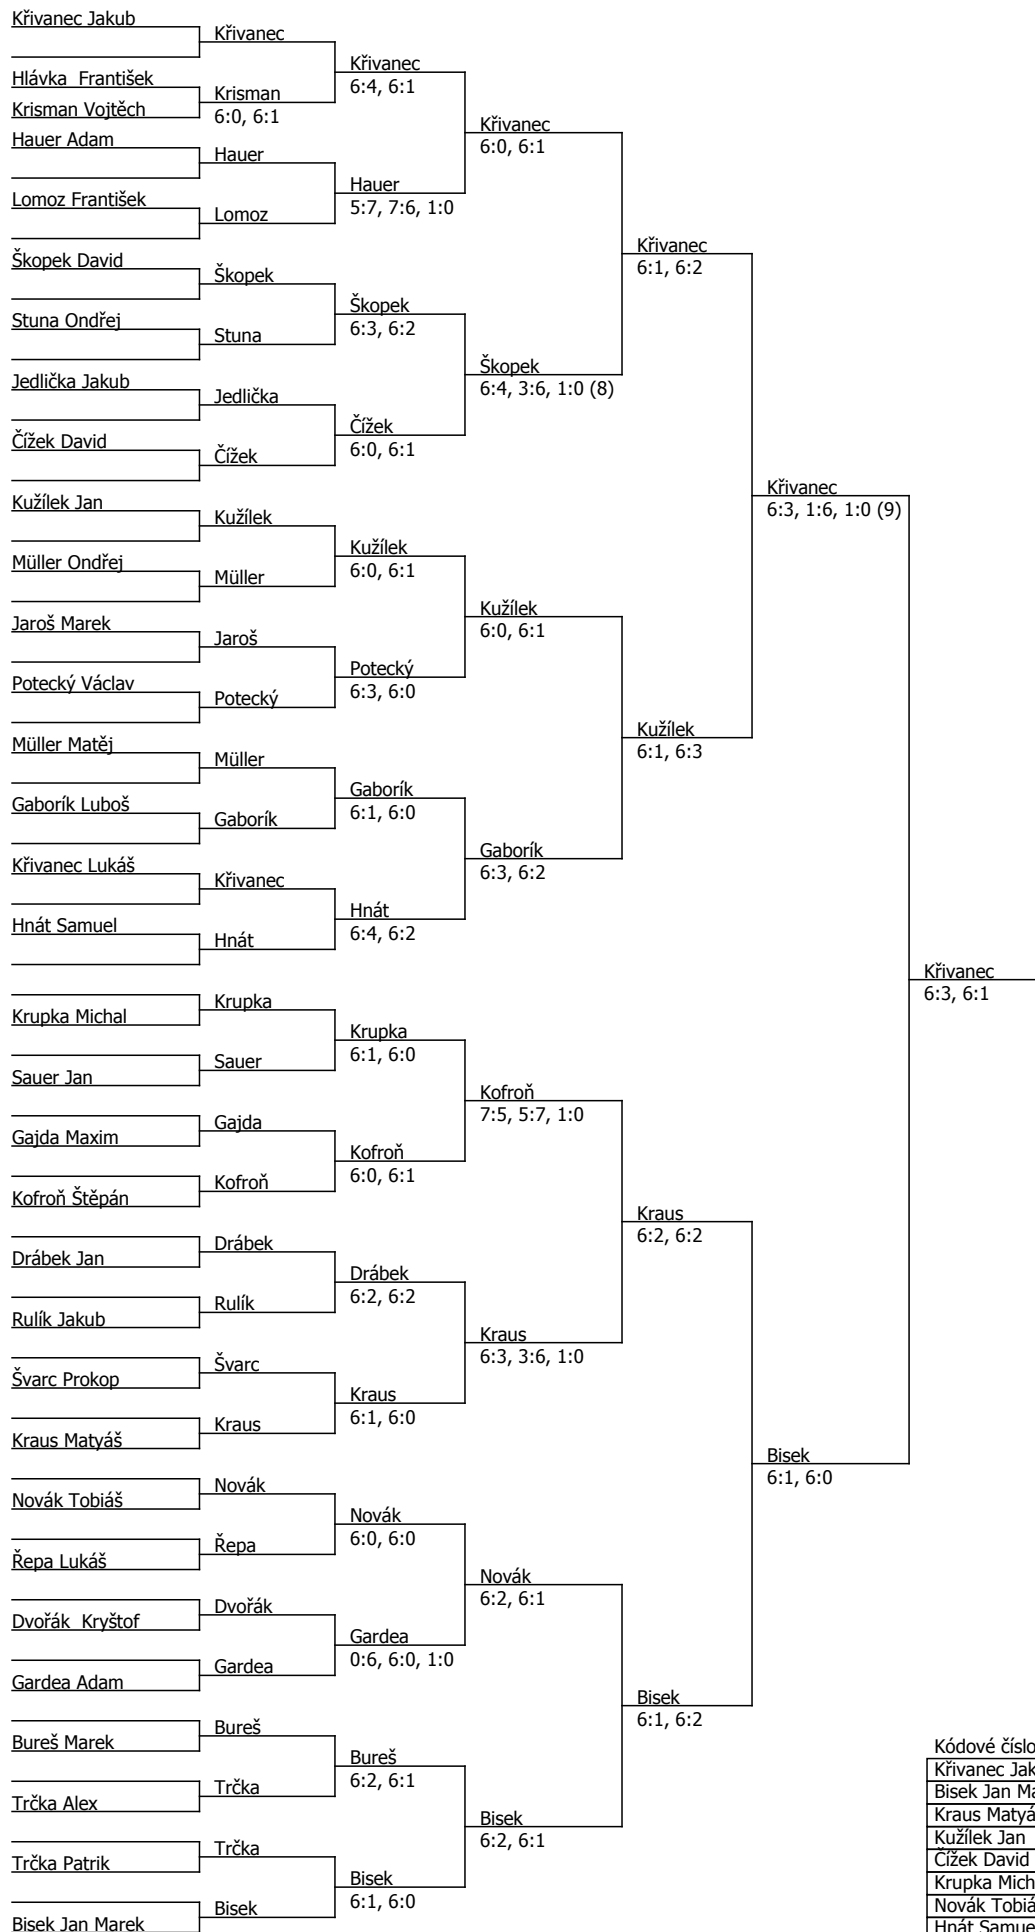 Křivanec Jakub
Křivanec
Křivanec
6:4, 6:1
Hlávka  František
Krisman
Krisman Vojtěch
6:0, 6:1
Křivanec
6:0, 6:1
Hauer Adam
Hauer
Hauer
5:7, 7:6, 1:0
Lomoz František
Lomoz
Křivanec
6:1, 6:2
Škopek David
Škopek
Škopek
6:3, 6:2
Stuna Ondřej
Stuna
Škopek
6:4, 3:6, 1:0 (8)
Jedlička Jakub
Jedlička
Čížek
6:0, 6:1
Čížek David
Čížek
Křivanec
6:3, 1:6, 1:0 (9)
Kužílek Jan
Kužílek
Kužílek
6:0, 6:1
Müller Ondřej
Müller
Kužílek
6:0, 6:1
Jaroš Marek
Jaroš
Potecký
6:3, 6:0
Potecký Václav
Potecký
Kužílek
6:1, 6:3
Müller Matěj
Müller
Gaborík
6:1, 6:0
Gaborík Luboš
Gaborík
Gaborík
6:3, 6:2
Křivanec Lukáš
Křivanec
Hnát
6:4, 6:2
Hnát Samuel
Hnát
Křivanec
6:3, 6:1
Krupka
Krupka Michal
Krupka
6:1, 6:0
Sauer
Sauer Jan
Kofroň
7:5, 5:7, 1:0
Gajda
Gajda Maxim
Kofroň
6:0, 6:1
Kofroň
Kofroň Štěpán
Kraus
6:2, 6:2
Drábek
Drábek Jan
Drábek
6:2, 6:2
Rulík
Rulík Jakub
Kraus
6:3, 3:6, 1:0
Švarc
Švarc Prokop
Kraus
6:1, 6:0
Kraus
Kraus Matyáš
Bisek
6:1, 6:0
Novák
Novák Tobiáš
Novák
6:0, 6:0
Řepa
Řepa Lukáš
Novák
6:2, 6:1
Dvořák
Dvořák  Kryštof
Gardea
0:6, 6:0, 1:0
Gardea
Gardea Adam
Bisek
6:1, 6:2
Bureš
Bureš Marek
Bureš
6:2, 6:1
Trčka
Trčka Alex
Bisek
6:2, 6:1
Trčka
Trčka Patrik
Bisek
6:1, 6:0
Bisek
Bisek Jan Marek
Kódové číslo
Křivanec Jak
Bisek Jan Ma
Kraus Matyá
Kužílek Jan
Čížek David
Krupka Mich
Novák Tobiá
Hnát Samue